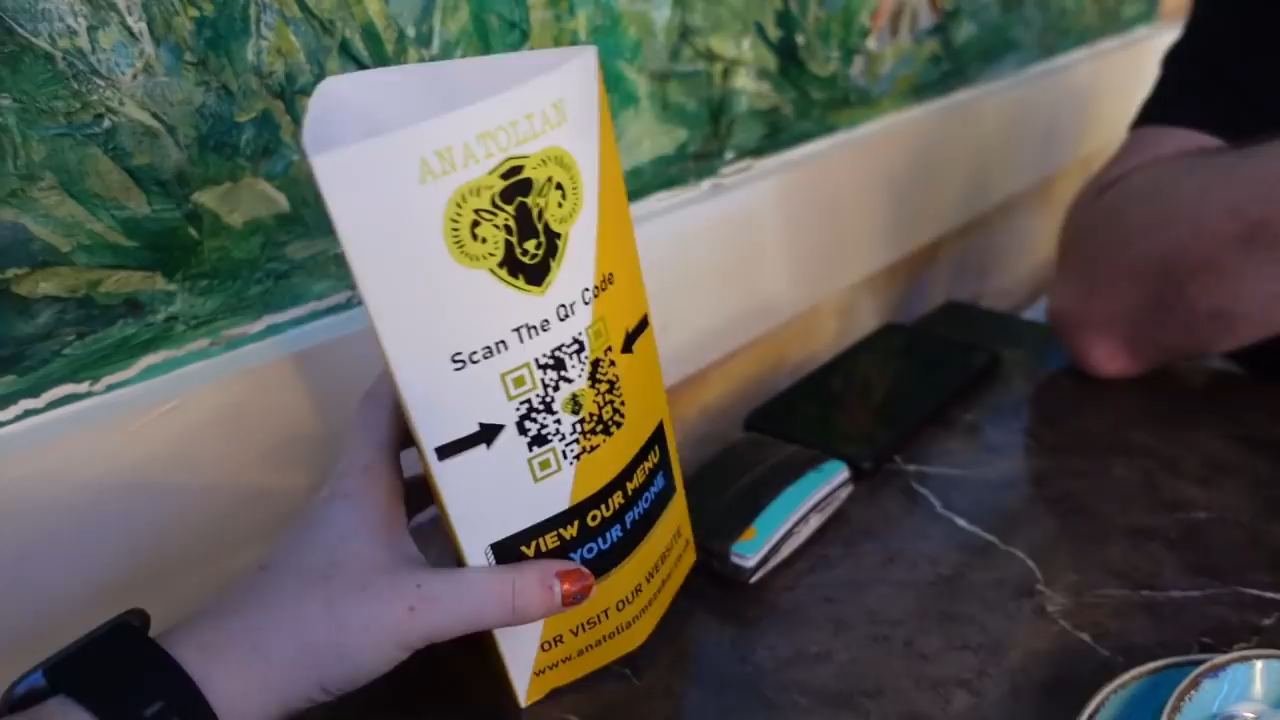 ANATOLIAN
Scan The Qr Code
VIEW OUR MENU
YOUR PHONE
OR VISIT OUR WEBSITE